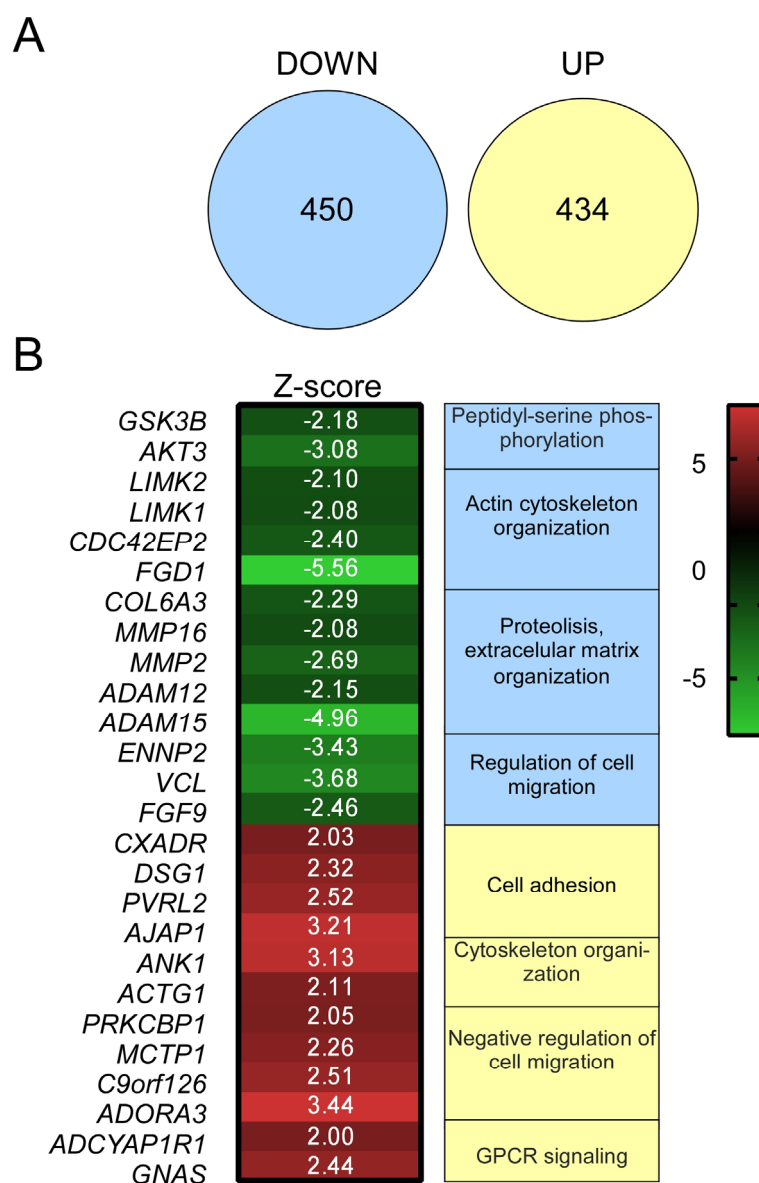 A
DOWN
UP
450
434
B
Z-score
GSK3B -2.18
AKT3 -3.08
LIMK2 -2.10
LIMK1 -2.08
CDC42EP2 -2.40
FGD1 -5.56
COL6A3 -2.29
MMP16 -2.08
MMP2 -2.69
ADAM12 -2.15
ADAM15 -4.96
ENNP2 -3.43
VCL -3.68
FGF9 -2.46
CXADR 2.03
DSG1 2.32
PVRL2 2.52
AJAP1 3.21
ANK1 3.13
ACTG1 2.11
PRKCBP1 2.05
MCTP1 2.26
C9orf126 2.51
ADORA3 3.44
ADCYAP1R1 2.00
GNAS 2.44
Peptidyl-serine phos-
phorylation
Actin cytoskeleton
organization
Proteolisis,
extracelular matrix
organization
Regulation of cell
migration
Cell adhesion
Cytoskeleton organi-
zation
Negative regulation of
cell migration
GPCR signaling
5
0
-5